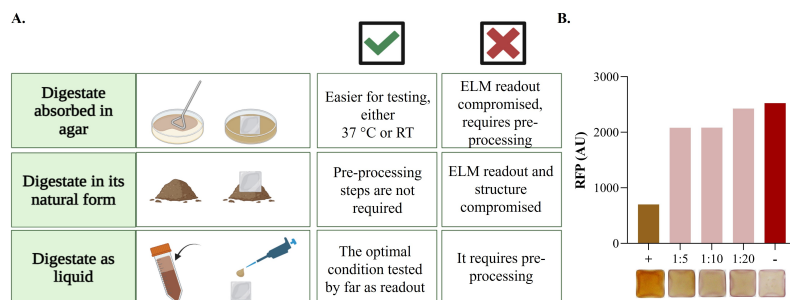 A.
B.
Digestate
absorbed in
agar
Easier for testing,
either
37 °C or RT
ELM readout
compromised,
requires pre-
processing
Digestate in its
natural form
Pre-processing
steps are not
required
ELM readout and
structure
compromised
Digestate as
liquid
The optimal
condition tested
by far as readout
It requires pre-
processing
RFP (AU)
3000
2000
1000
0
+ 1:5 1:10 1:20 -